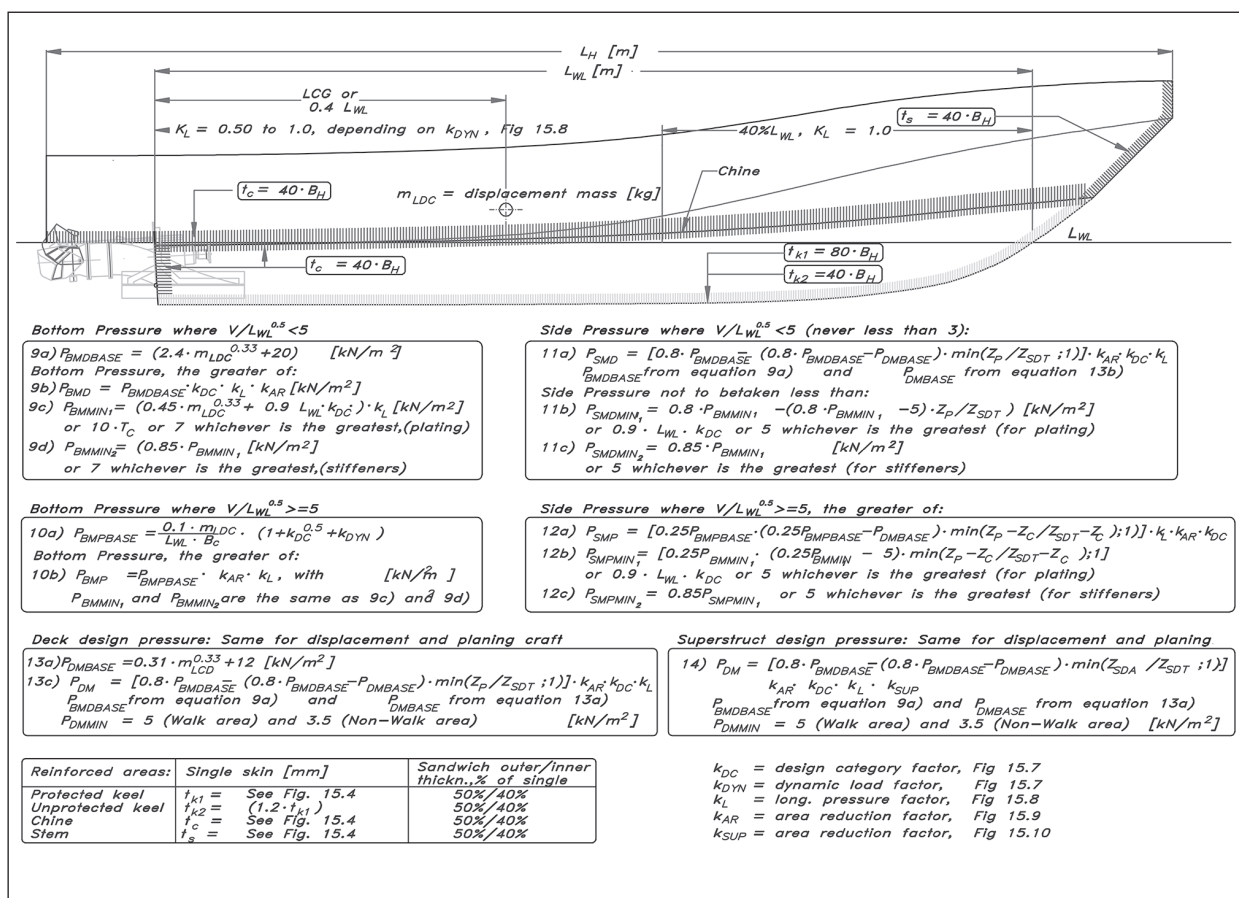 L_H [m]
L_WL [m]
LCG or
0.4 L_WL
K_L = 0.50 to 1.0, depending on k_DYN, Fig 15.8
40%L_WL, K_L = 1.0
t_s = 40·B_H
Chine
t_c = 40·B_H
m_LDC = displacement mass [kg]
L_WL
t_c = 40·B_H
t_k1 = 80·B_H
t_k2 = 40·B_H
Bottom Pressure where V/L_WL^0.5 <5
9a) P_BMDBASE = (2.4·m_LDC^0.33 +20) [kN/m^2]
Bottom Pressure, the greater of:
9b) P_BMD = P_BMDBASE·k_DC·k_L·k_AR [kN/m^2]
9c) P_BMMIN1 = (0.45·m_LDC^0.33 + 0.9 L_WL·k_DC;)·k_L [kN/m^2]
or 10·T_C or 7 whichever is the greatest,(plating)
9d) P_BMMIN2 = (0.85·P_BMMIN1 [kN/m^2]
or 7 whichever is the greatest,(stiffeners)
Side Pressure where V/L_WL^0.5 <5 (never less than 3):
11a) P_SMD = [0.8·P_BMDBASE− (0.8·P_BMDBASE−P_DMBASE)·min(Z_P/Z_SDT ;1)]·k_AR·k_DC·k_L
P_BMDBASE from equation 9a) and P_DMBASE from equation 13b)
Side Pressure not to betaken less than:
11b) P_SMDMIN1 = 0.8·P_BMMIN1 −(0.8·P_BMMIN1 −5)·Z_P/Z_SDT ) [kN/m^2]
or 0.9·L_WL·k_DC or 5 whichever is the greatest (for plating)
11c) P_SMDMIN2 = 0.85·P_BMMIN1 [kN/m^2]
or 5 whichever is the greatest (for stiffeners)
Bottom Pressure where V/L_WL^0.5 >=5
10a) P_BMPBASE = 0.1·m_LDC / L_WL·B_c · (1+k_DC^0.5 +k_DYN )
Bottom Pressure, the greater of:
10b) P_BMP =P_BMPBASE· k_AR·k_L, with [kN/m^2 ]
P_BMMIN1 and P_BMMIN2 are the same as 9c) and 9d)
Side Pressure where V/L_WL^0.5 >=5, the greater of:
12a) P_SMP = [0.25P_BMPBASE·(0.25P_BMPBASE−P_DMBASE)·min(Z_P−Z_C/Z_SDT−Z_C );1)]·k_L·k_AR·k_DC
12b) P_SMPMIN1 = [0.25P_BMMIN1· (0.25P_BMMIN − 5)·min(Z_P−Z_C/Z_SDT−Z_C );1]
or 0.9· L_WL· k_DC or 5 whichever is the greatest (for plating)
12c) P_SMPMIN2 = 0.85P_SMPMIN1 or 5 whichever is the greatest (for stiffeners)
Deck design pressure: Same for displacement and planing craft
13a)P_DMBASE =0.31·m_LCD^0.33 +12 [kN/m^2]
13c) P_DM = [0.8·P_BMDBASE− (0.8·P_BMDBASE−P_DMBASE)·min(Z_P/Z_SDT ;1)]·k_AR·k_DC·k_L
P_BMDBASE from equation 9a) and P_DMBASE from equation 13a)
P_DMMIN = 5 (Walk area) and 3.5 (Non−Walk area) [kN/m^2]
Superstruct design pressure: Same for displacement and planing
14) P_DM = [0.8·P_BMDBASE−(0.8·P_BMDBASE−P_DMBASE)·min(Z_SDA /Z_SDT ;1)]
k_AR· k_DC· k_L · k_SUP
P_BMDBASE from equation 9a) and P_DMBASE from equation 13a)
P_DMMIN = 5 (Walk area) and 3.5 (Non−Walk area) [kN/m^2]
Reinforced areas: Single skin [mm] Sandwich outer/inner
thickn.,% of single
Protected keel t_k1 = See Fig. 15.4 50%/40%
Unprotected keel t_k2 = (1.2·t_k1) 50%/40%
Chine t_c = See Fig. 15.4 50%/40%
Stem t_s = See Fig. 15.4 50%/40%
k_DC = design category factor, Fig 15.7
k_DYN = dynamic load factor, Fig 15.7
k_L = long. pressure factor, Fig 15.8
k_AR = area reduction factor, Fig 15.9
k_SUP = area reduction factor, Fig 15.10